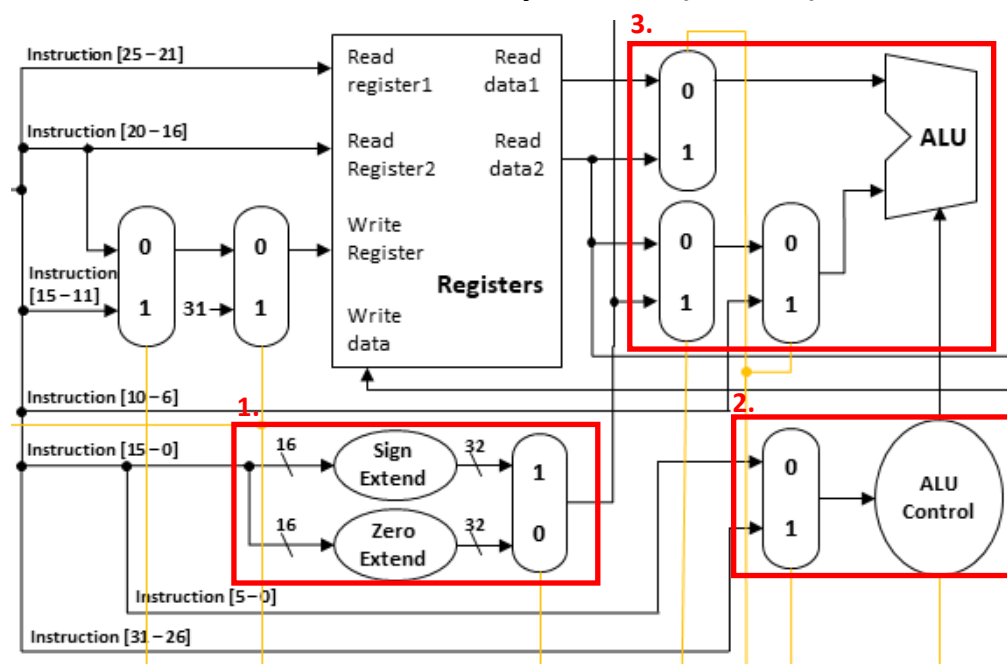 3.
Instruction [25–21]
Read
register1
Read
data1
0
1
ALU
Instruction [20–16]
Read
Register2
Read
data2
0
1
0
1
Write
Register
0
1
0
1
Instruction
[15–11]
31
Registers
Write
data
0
1
Instruction [10–6]
1.
2.
Instruction [15–0]
16
Sign
Extend
32
1
0
16
Zero
Extend
32
0
1
ALU
Control
Instruction [5–0]
Instruction [31–26]